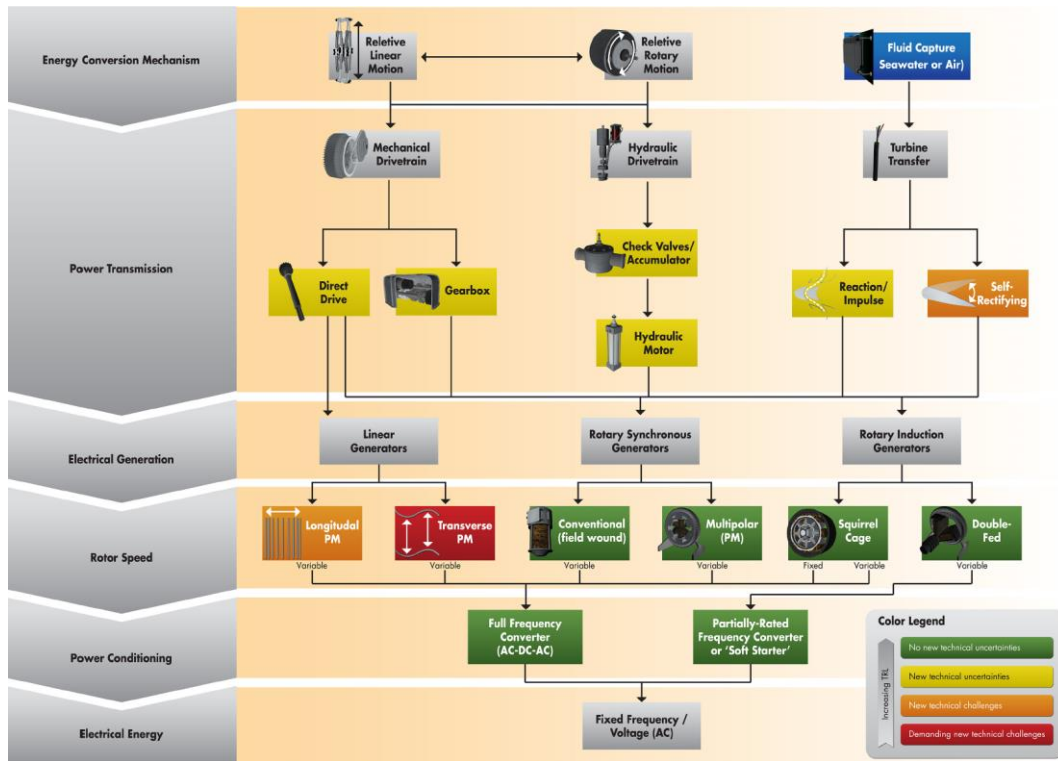 Energy Conversion Mechanism
Reletive
Linear
Motion
Reletive
Rotary
Motion
Fluid Capture
Seawater or Air)
Power Transmission
Mechanical
Drivetrain
Hydraulic
Drivetrain
Turbine
Transfer
Check Valves/
Accumulator
Direct
Drive
Gearbox
Reaction/
Impulse
Self-
Rectifying
Hydraulic
Motor
Electrical Generation
Linear
Generators
Rotary Synchronous
Generators
Rotary Induction
Generators
Rotor Speed
Longitudal
PM
Transverse
PM
Conventional
(field wound)
Multipolar
(PM)
Squirrel
Cage
Double-
Fed
Variable
Variable
Variable
Variable
Fixed
Variable
Variable
Power Conditioning
Full Frequency
Converter
(AC-DC-AC)
Partially-Rated
Frequency Converter
or 'Soft Starter'
Electrical Energy
Fixed Frequency /
Voltage (AC)
Color Legend
Increasing TRL
No new technical uncertainties
New technical uncertainties
New technical challenges
Demanding new technical challenges